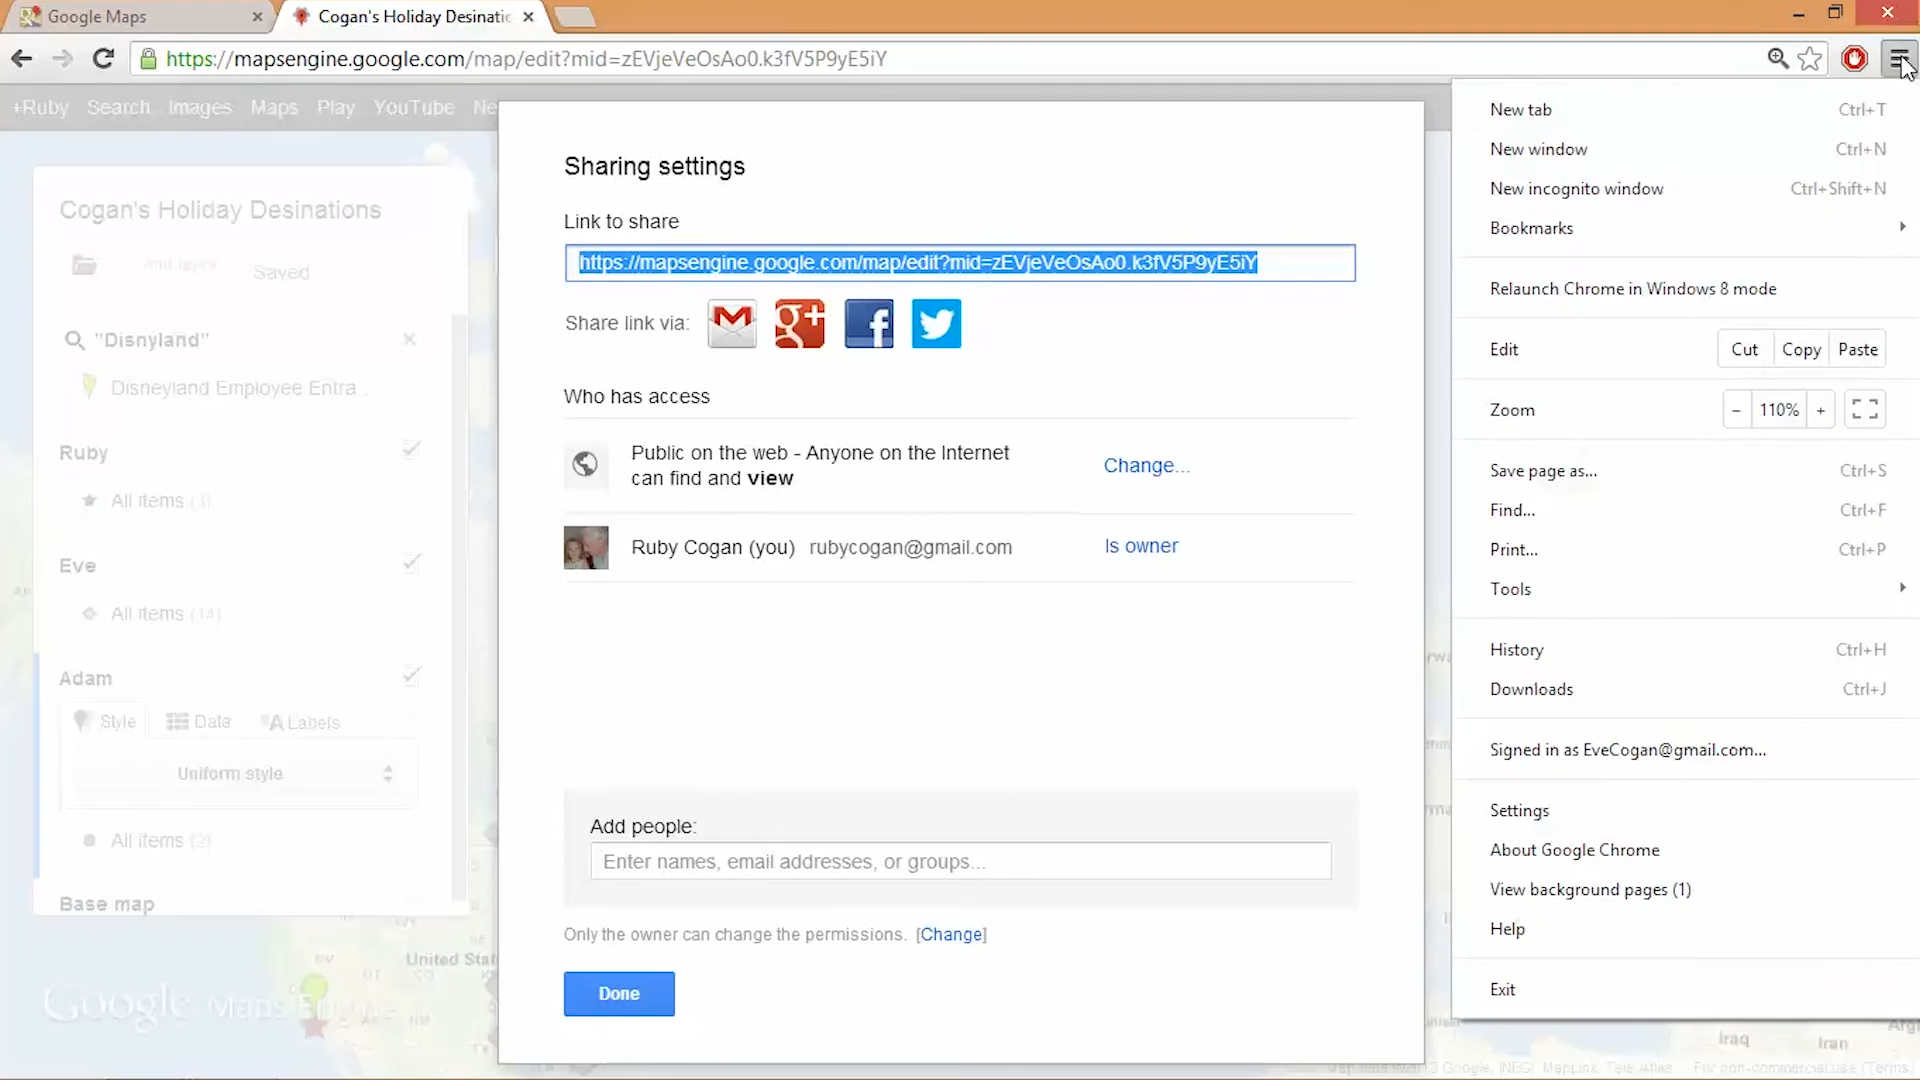 Google Maps
Cogan's Holiday Desinatic
https://mapsengine.google.com/map/edit?mid=zEVjeVeOsAo0.k3fV5P9yE5iY
+Ruby Search Images Maps Play YouTube Ne
Cogan's Holiday Desinations
Saved
"Disnyland"
Disneyland Employee Entra...
Ruby
All items (3)
Eve
All items (14)
Adam
Style Data Labels
Uniform style
All items (2)
Base map
United Stat
Google Maps Engine
Sharing settings
Link to share
https://mapsengine.google.com/map/edit?mid=zEVjeVeOsAo0.k3fV5P9yE5iY
Share link via:
Who has access
Public on the web - Anyone on the Internet
can find and view
Change...
Ruby Cogan (you) rubycogan@gmail.com
Is owner
Add people:
Enter names, email addresses, or groups...
Only the owner can change the permissions. [Change]
Done
New tab Ctrl+T
New window Ctrl+N
New incognito window Ctrl+Shift+N
Bookmarks
Relaunch Chrome in Windows 8 mode
Edit Cut Copy Paste
Zoom - 110% +
Save page as... Ctrl+S
Find... Ctrl+F
Print... Ctrl+P
Tools
History Ctrl+H
Downloads Ctrl+J
Signed in as EveCogan@gmail.com...
Settings
About Google Chrome
View background pages (1)
Help
Exit
Iraq
Iran